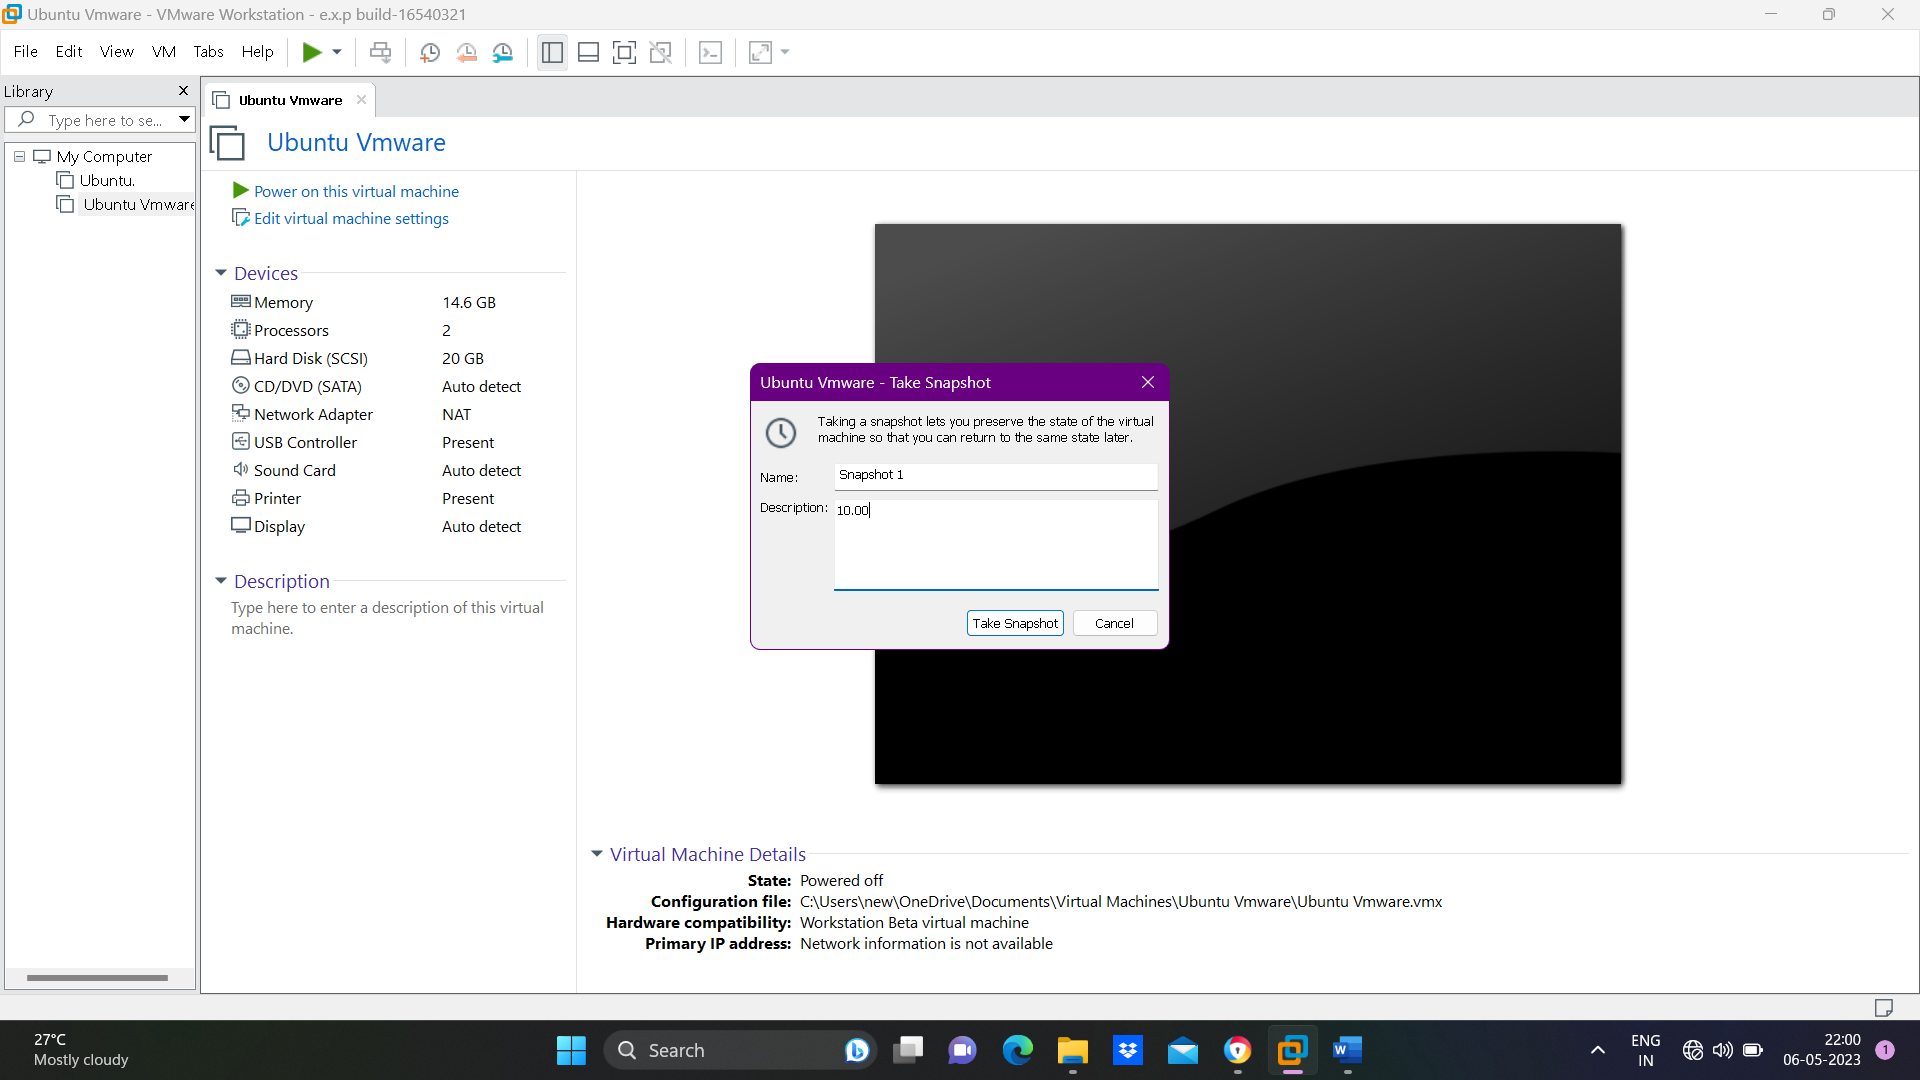 Ubuntu Vmware - VMware Workstation - e.x.p build-16540321
File Edit View VM Tabs Help
Library
Type here to se...
My Computer
Ubuntu.
Ubuntu Vmware
Ubuntu Vmware
Ubuntu Vmware
Power on this virtual machine
Edit virtual machine settings
Devices
Memory 14.6 GB
Processors 2
Hard Disk (SCSI) 20 GB
CD/DVD (SATA) Auto detect
Network Adapter NAT
USB Controller Present
Sound Card Auto detect
Printer Present
Display Auto detect
Description
Type here to enter a description of this virtual
machine.
Ubuntu Vmware - Take Snapshot
Taking a snapshot lets you preserve the state of the virtual
machine so that you can return to the same state later.
Name: Snapshot 1
Description: 10.00
Take Snapshot Cancel
Virtual Machine Details
State: Powered off
Configuration file: C:\Users\new\OneDrive\Documents\Virtual Machines\Ubuntu Vmware\Ubuntu Vmware.vmx
Hardware compatibility: Workstation Beta virtual machine
Primary IP address: Network information is not available
27°C
Mostly cloudy
Search
W
ENG
IN
22:00
06-05-2023
1